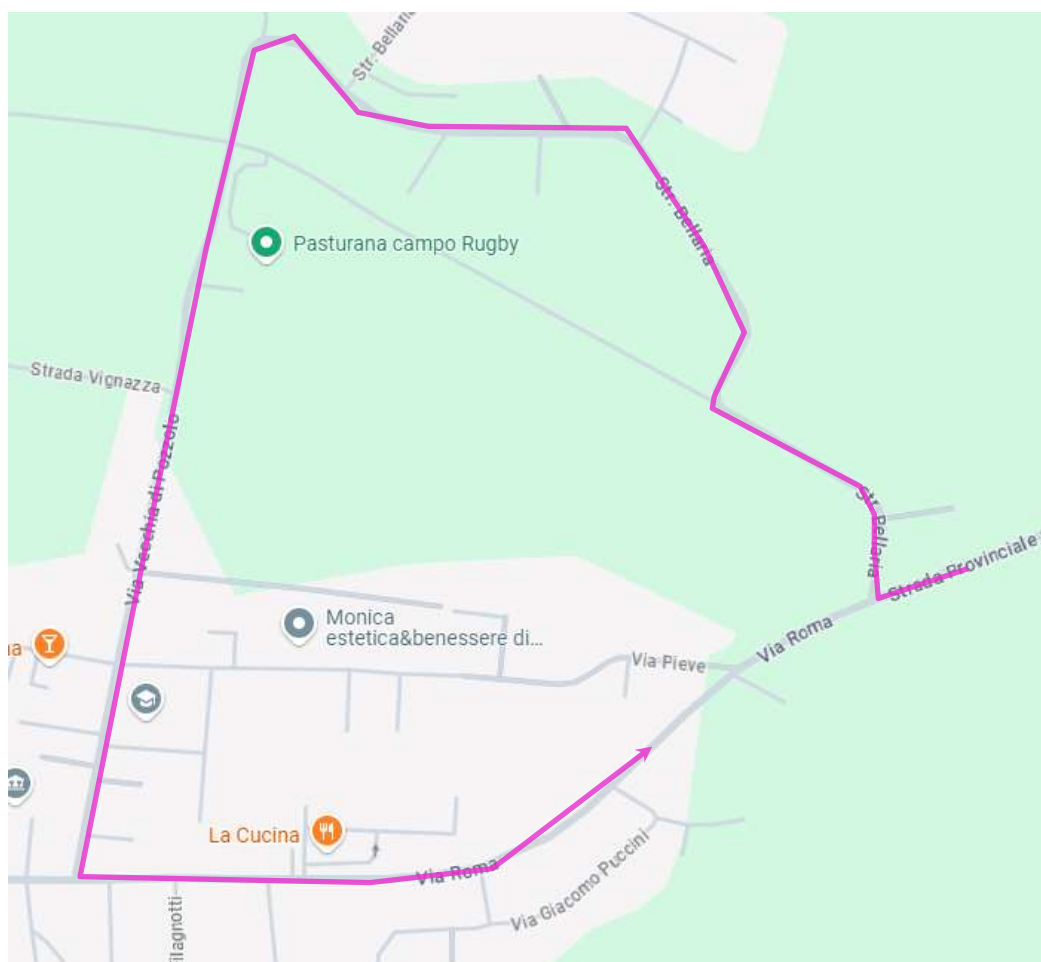 Str. Bellaria
Pasturana campo Rugby
Str. Bellaria
Strada Vignazza
Via Vecchia di Pozzolo
Str. Bellaria
Strada Provinciale
Monica
estetica&benessere di...
Via Roma
Via Pieve
La Cucina
Via Roma
Via Giacomo Puccini